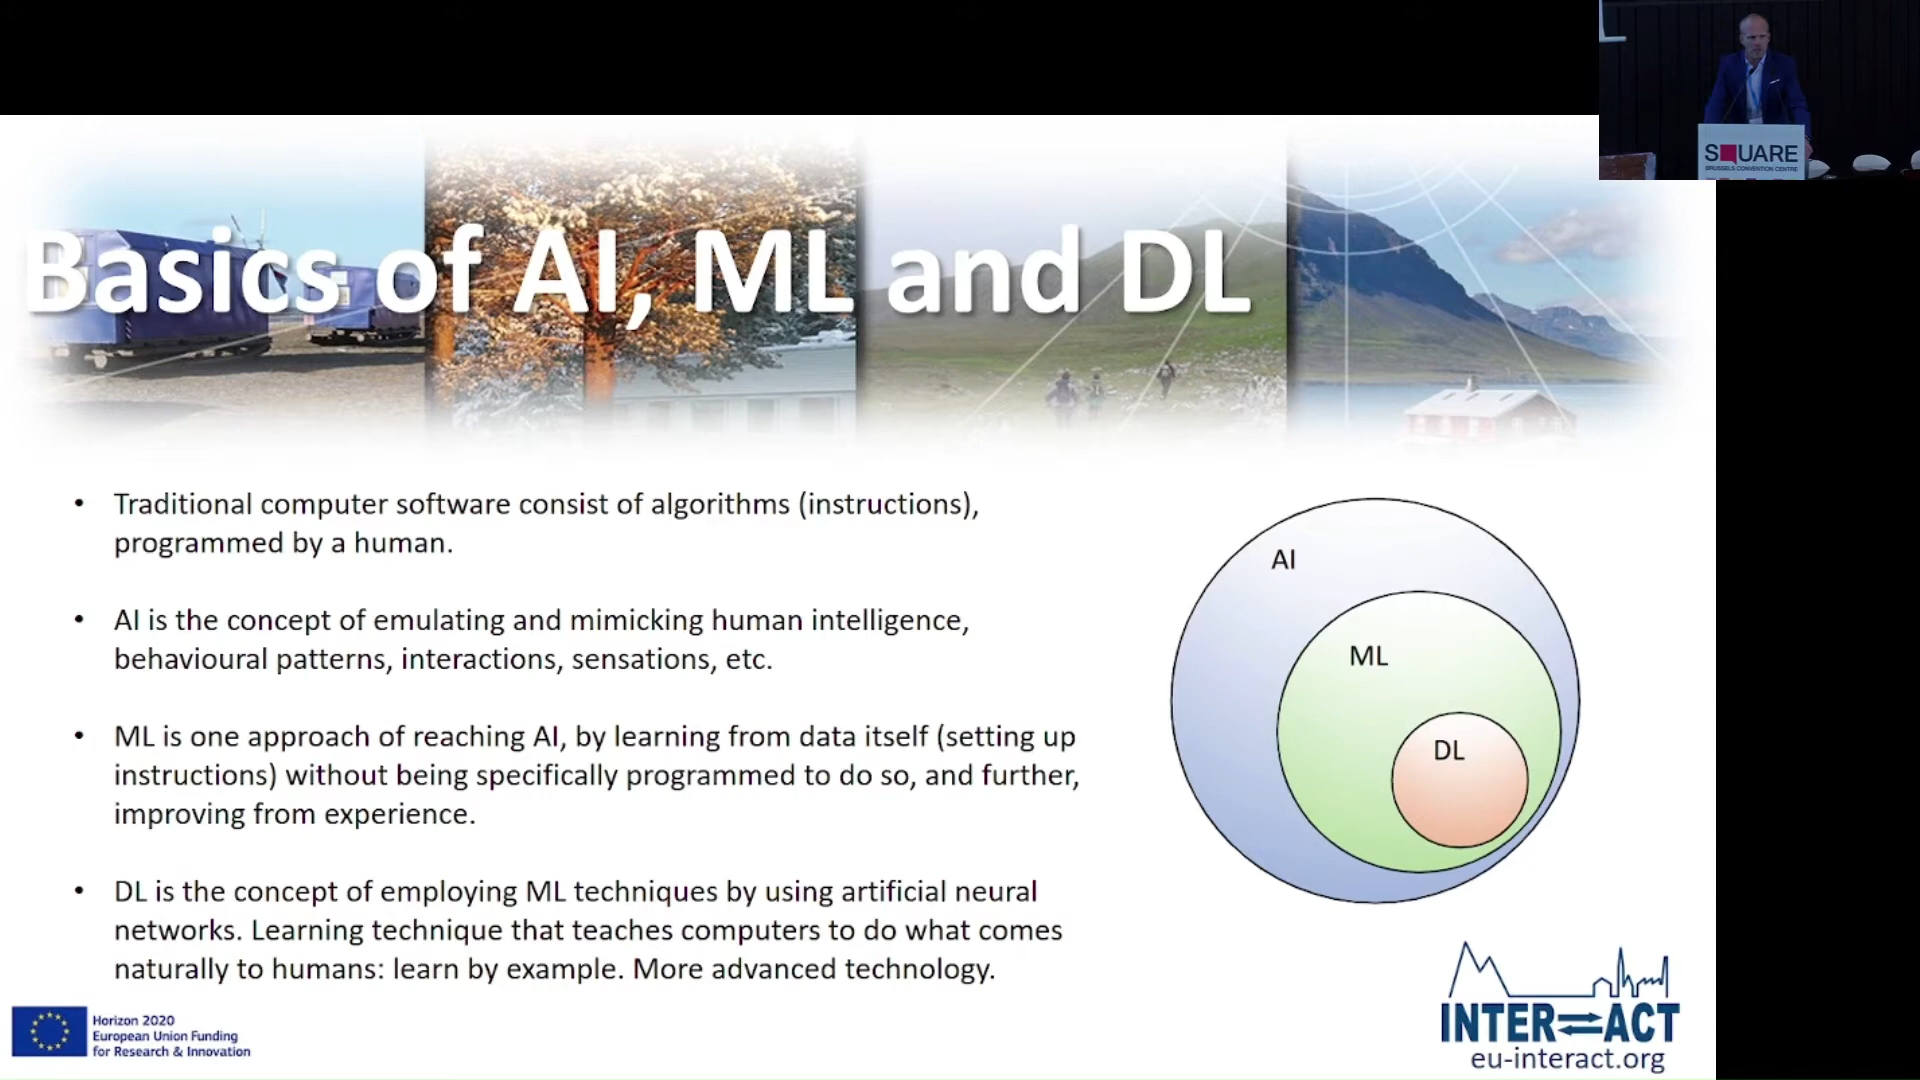 SQUARE
BRUSSELS CONVENTION CENTRE
Basics of AI, ML and DL
• Traditional computer software consist of algorithms (instructions),
programmed by a human.
• AI is the concept of emulating and mimicking human intelligence,
behavioural patterns, interactions, sensations, etc.
• ML is one approach of reaching AI, by learning from data itself (setting up
instructions) without being specifically programmed to do so, and further,
improving from experience.
• DL is the concept of employing ML techniques by using artificial neural
networks. Learning technique that teaches computers to do what comes
naturally to humans: learn by example. More advanced technology.
AI
ML
DL
Horizon 2020
European Union Funding
for Research & Innovation
INTERACT
eu-interact.org